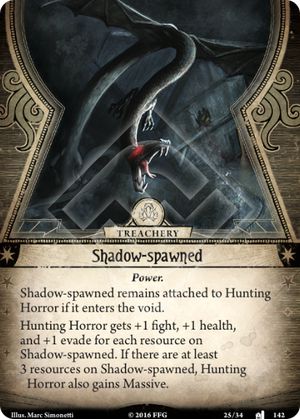 TREACHERY
Shadow-spawned
Power.
Shadow-spawned remains attached to Hunting
Horror if it enters the void.
Hunting Horror gets +1 fight, +1 health,
and +1 evade for each resource on
Shadow-spawned. If there are at least
3 resources on Shadow-spawned, Hunting
Horror also gains Massive.
Illus. Marc Simonetti © 2016 FFG 25/34 142